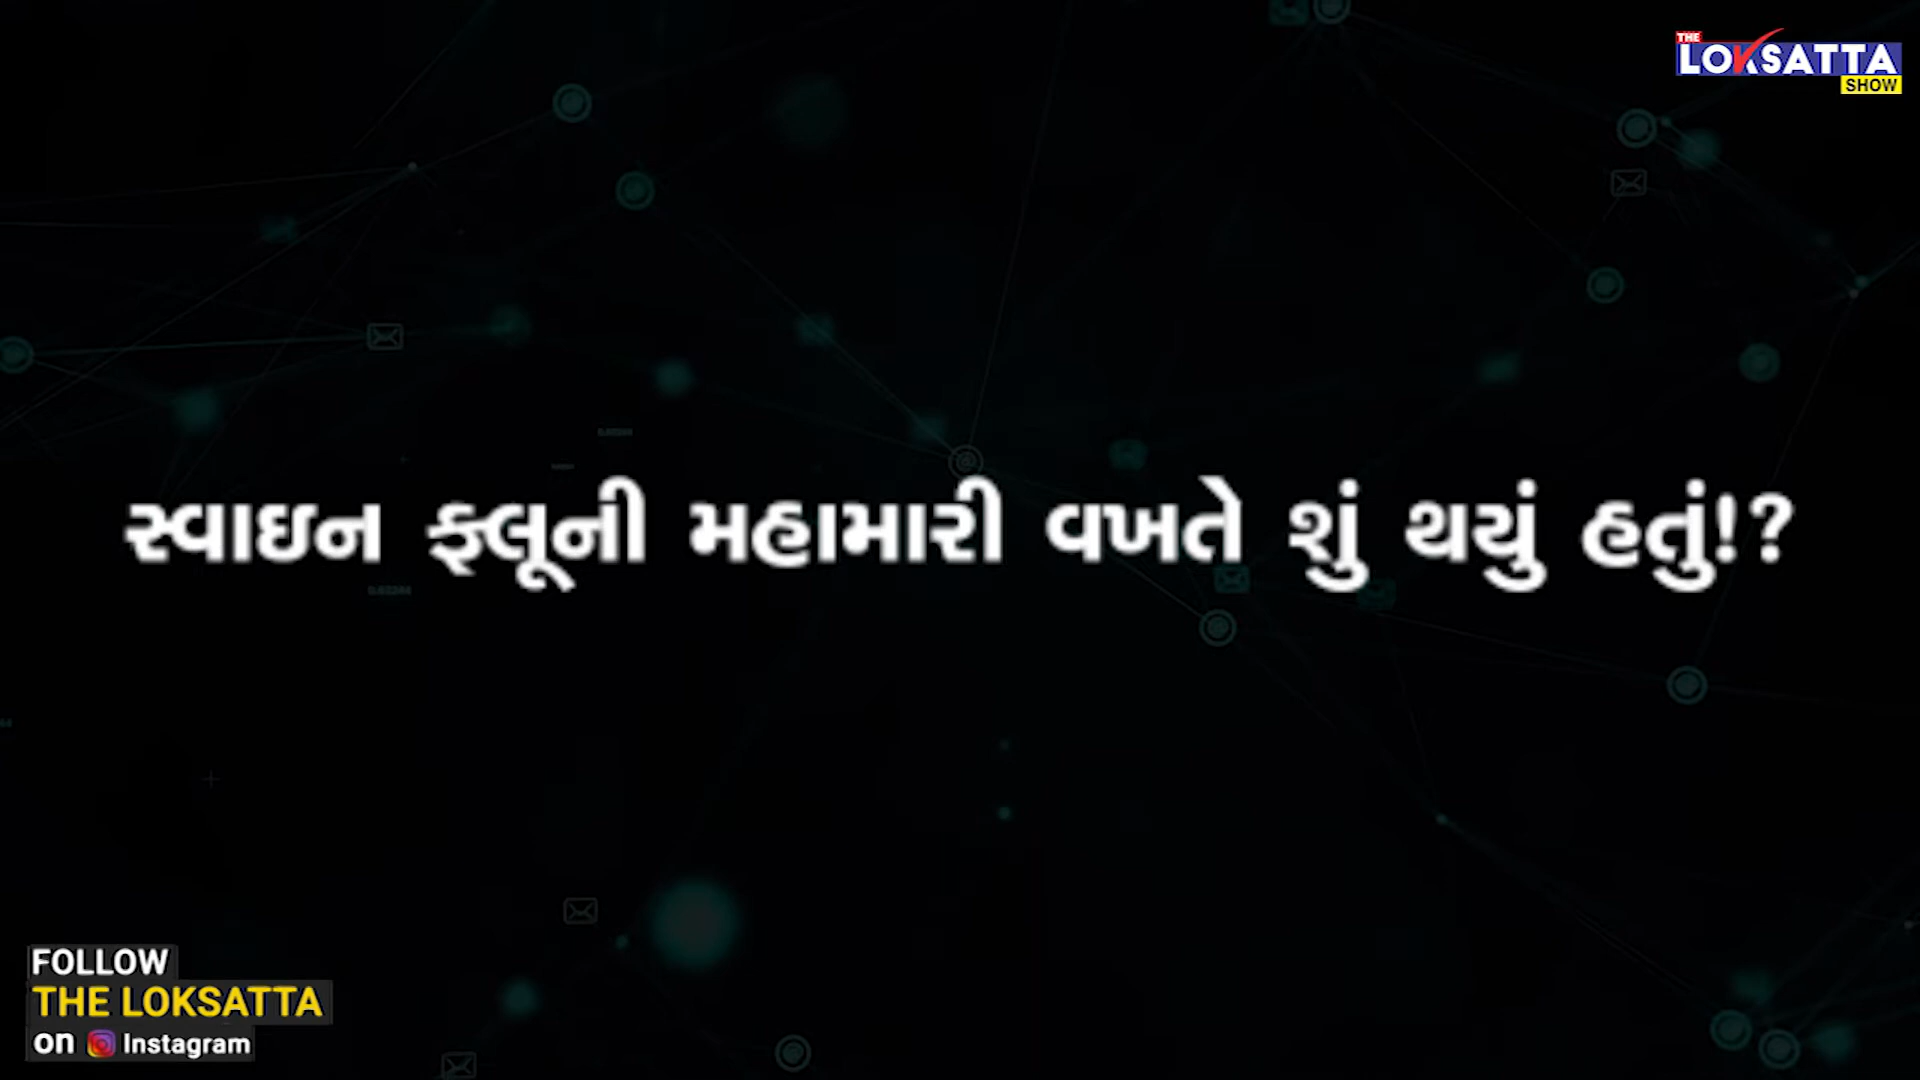 THE
LOKSATTA
SHOW
સ્વાઇન ફ્લૂની મહામારી વખતે શું થયું હતું!?
FOLLOW
THE LOKSATTA
on Instagram